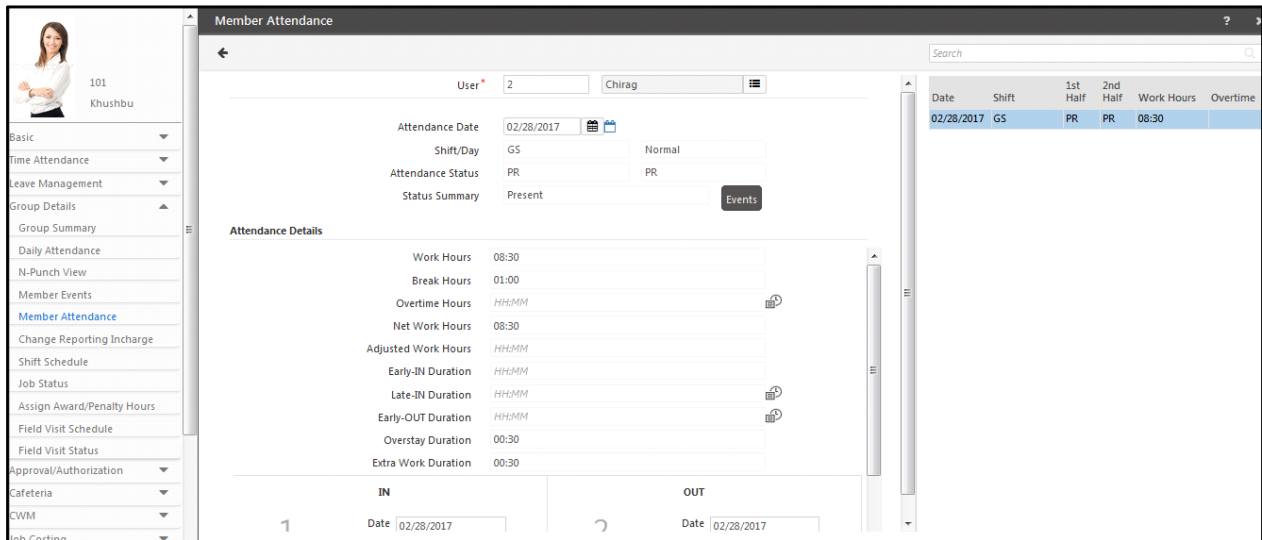 Member Attendance
?
101
Khushbu
Basic
Time Attendance
Leave Management
Group Details
Group Summary
Daily Attendance
N-Punch View
Member Events
Member Attendance
Change Reporting Incharge
Shift Schedule
Job Status
Assign Award/Penalty Hours
Field Visit Schedule
Field Visit Status
Approval/Authorization
Cafeteria
CWM
Job Costing
User* 2 Chirag
Attendance Date 02/28/2017
Shift/Day GS Normal
Attendance Status PR PR
Status Summary Present Events
Attendance Details
Work Hours 08:30
Break Hours 01:00
Overtime Hours HH:MM
Net Work Hours 08:30
Adjusted Work Hours HH:MM
Early-IN Duration HH:MM
Late-IN Duration HH:MM
Early-OUT Duration HH:MM
Overstay Duration 00:30
Extra Work Duration 00:30
IN OUT
1 Date 02/28/2017 2 Date 02/28/2017
Search
Date Shift 1st Half 2nd Half Work Hours Overtime
02/28/2017 GS PR PR 08:30